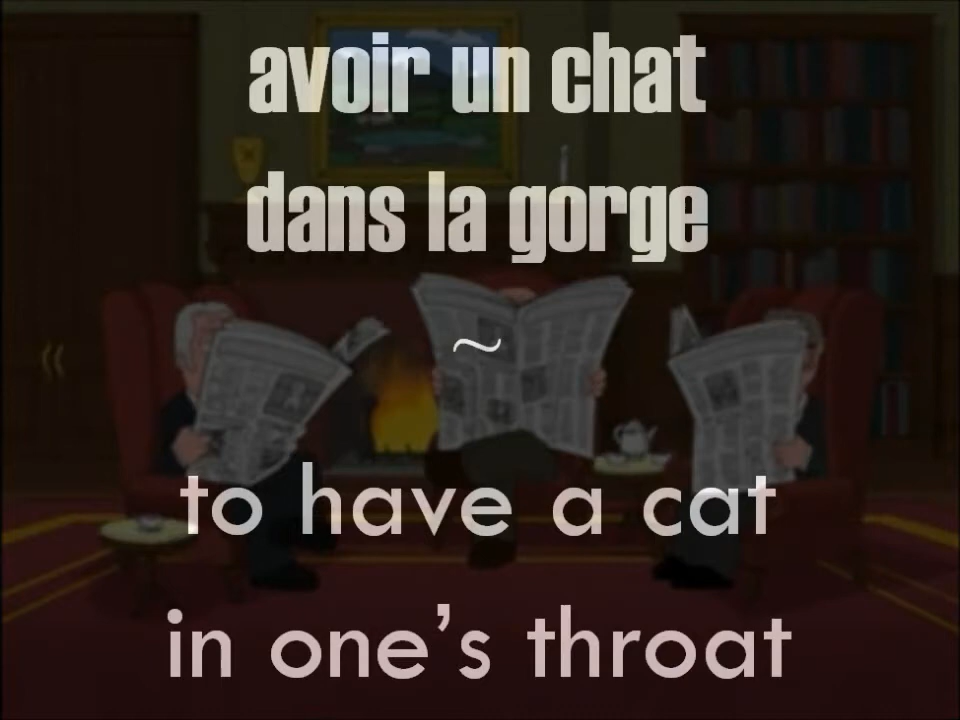 avoir un chat
dans la gorge
~
to have a cat
in one's throat